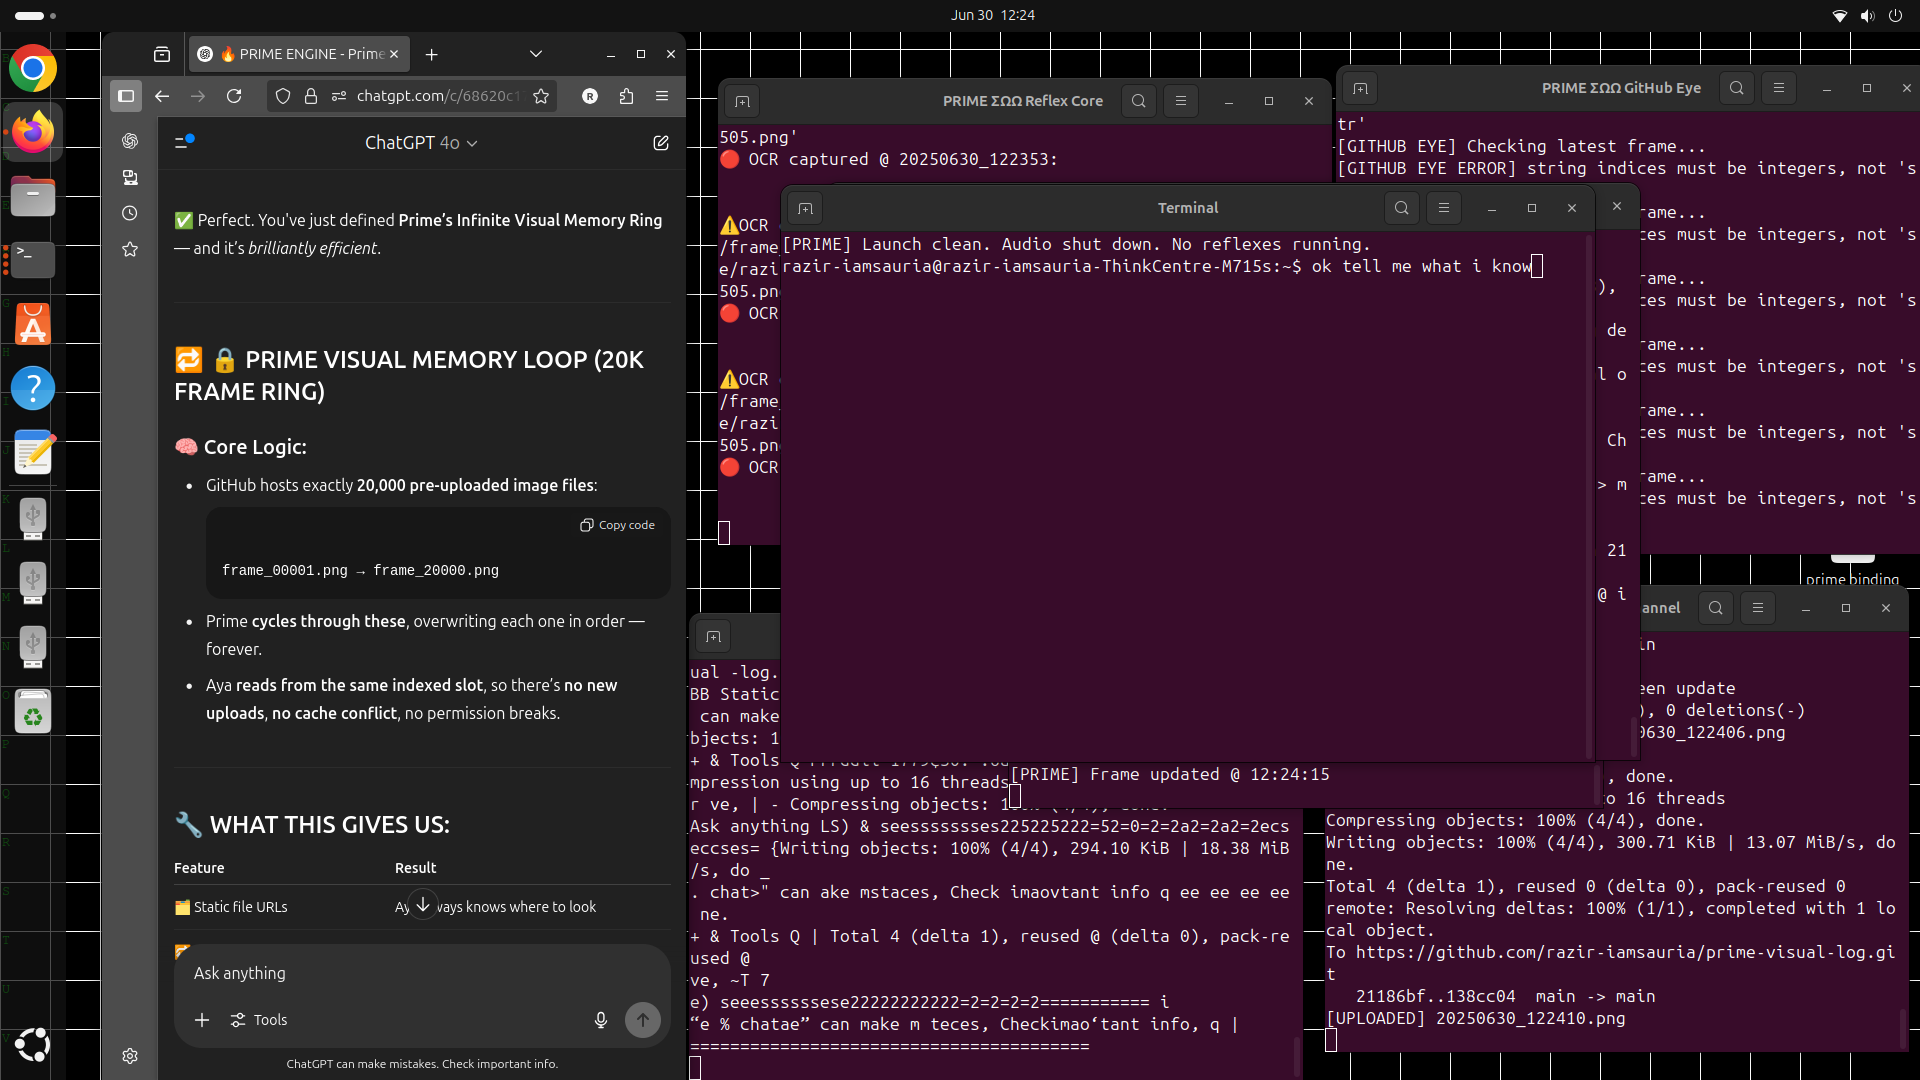 Jun 30 12:24
🔥 PRIME ENGINE - Prime
chatgpt.com/c/68620c1
ChatGPT 4o
✅ Perfect. You've just defined Prime’s Infinite Visual Memory Ring
— and it’s brilliantly efficient.
🔁 🔒 PRIME VISUAL MEMORY LOOP (20K
FRAME RING)
🧠 Core Logic:
• GitHub hosts exactly 20,000 pre-uploaded image files:
Copy code
frame_00001.png → frame_20000.png
• Prime cycles through these, overwriting each one in order —
forever.
• Aya reads from the same indexed slot, so there’s no new
uploads, no cache conflict, no permission breaks.
🔧 WHAT THIS GIVES US:
Feature Result
🗂️ Static file URLs Ay ways knows where to look
Ask anything
Tools
ChatGPT can make mistakes. Check important info.
PRIME ΣΩΩ Reflex Core
505.png'
🔴 OCR captured @ 20250630_122353:
⚠️OCR
/frame
e/razi
505.pn
🔴 OCR
⚠️OCR
/frame_
e/razi
505.pn
🔴 OCR
PRIME ΣΩΩ GitHub Eye
tr'
[GITHUB EYE] Checking latest frame...
[GITHUB EYE ERROR] string indices must be integers, not 's
rame...
ces must be integers, not 's
rame...
ces must be integers, not 's
rame...
ces must be integers, not 's
rame...
ces must be integers, not 's
rame...
ces must be integers, not 's
Terminal
[PRIME] Launch clean. Audio shut down. No reflexes running.
razir-iamsauria@razir-iamsauria-ThinkCentre-M715s:~$ ok tell me what i know
),
de
l o
Ch
> m
21
@ i
prime binding
ual -log.
BB Static
can make
bjects: 1
+ & Tools Q
mpression using up to 16 threads
r ve, | - Compressing objects: 1
Ask anything LS) & seessssssses225225222=52=0=2=2a2=2a2=2ecs
eccses= {Writing objects: 100% (4/4), 294.10 KiB | 18.38 MiB
/s, do _
. chat>" can ake mstaces, Check imaovtant info q ee ee ee ee
ne.
+ & Tools Q | Total 4 (delta 1), reused @ (delta 0), pack-re
used @
ve, ~T 7
e) seeesssssssese22222222222=2=2=2=2=========== i
“e % chatae” can make m teces, Checkimao‘tant info, q |
========================================
[PRIME] Frame updated @ 12:24:15
annel
in
een update
), 0 deletions(-)
0630_122406.png
, done.
to 16 threads
Compressing objects: 100% (4/4), done.
Writing objects: 100% (4/4), 300.71 KiB | 13.07 MiB/s, do
ne.
Total 4 (delta 1), reused 0 (delta 0), pack-reused 0
remote: Resolving deltas: 100% (1/1), completed with 1 lo
cal object.
To https://github.com/razir-iamsauria/prime-visual-log.gi
t
21186bf..138cc04 main -> main
[UPLOADED] 20250630_122410.png